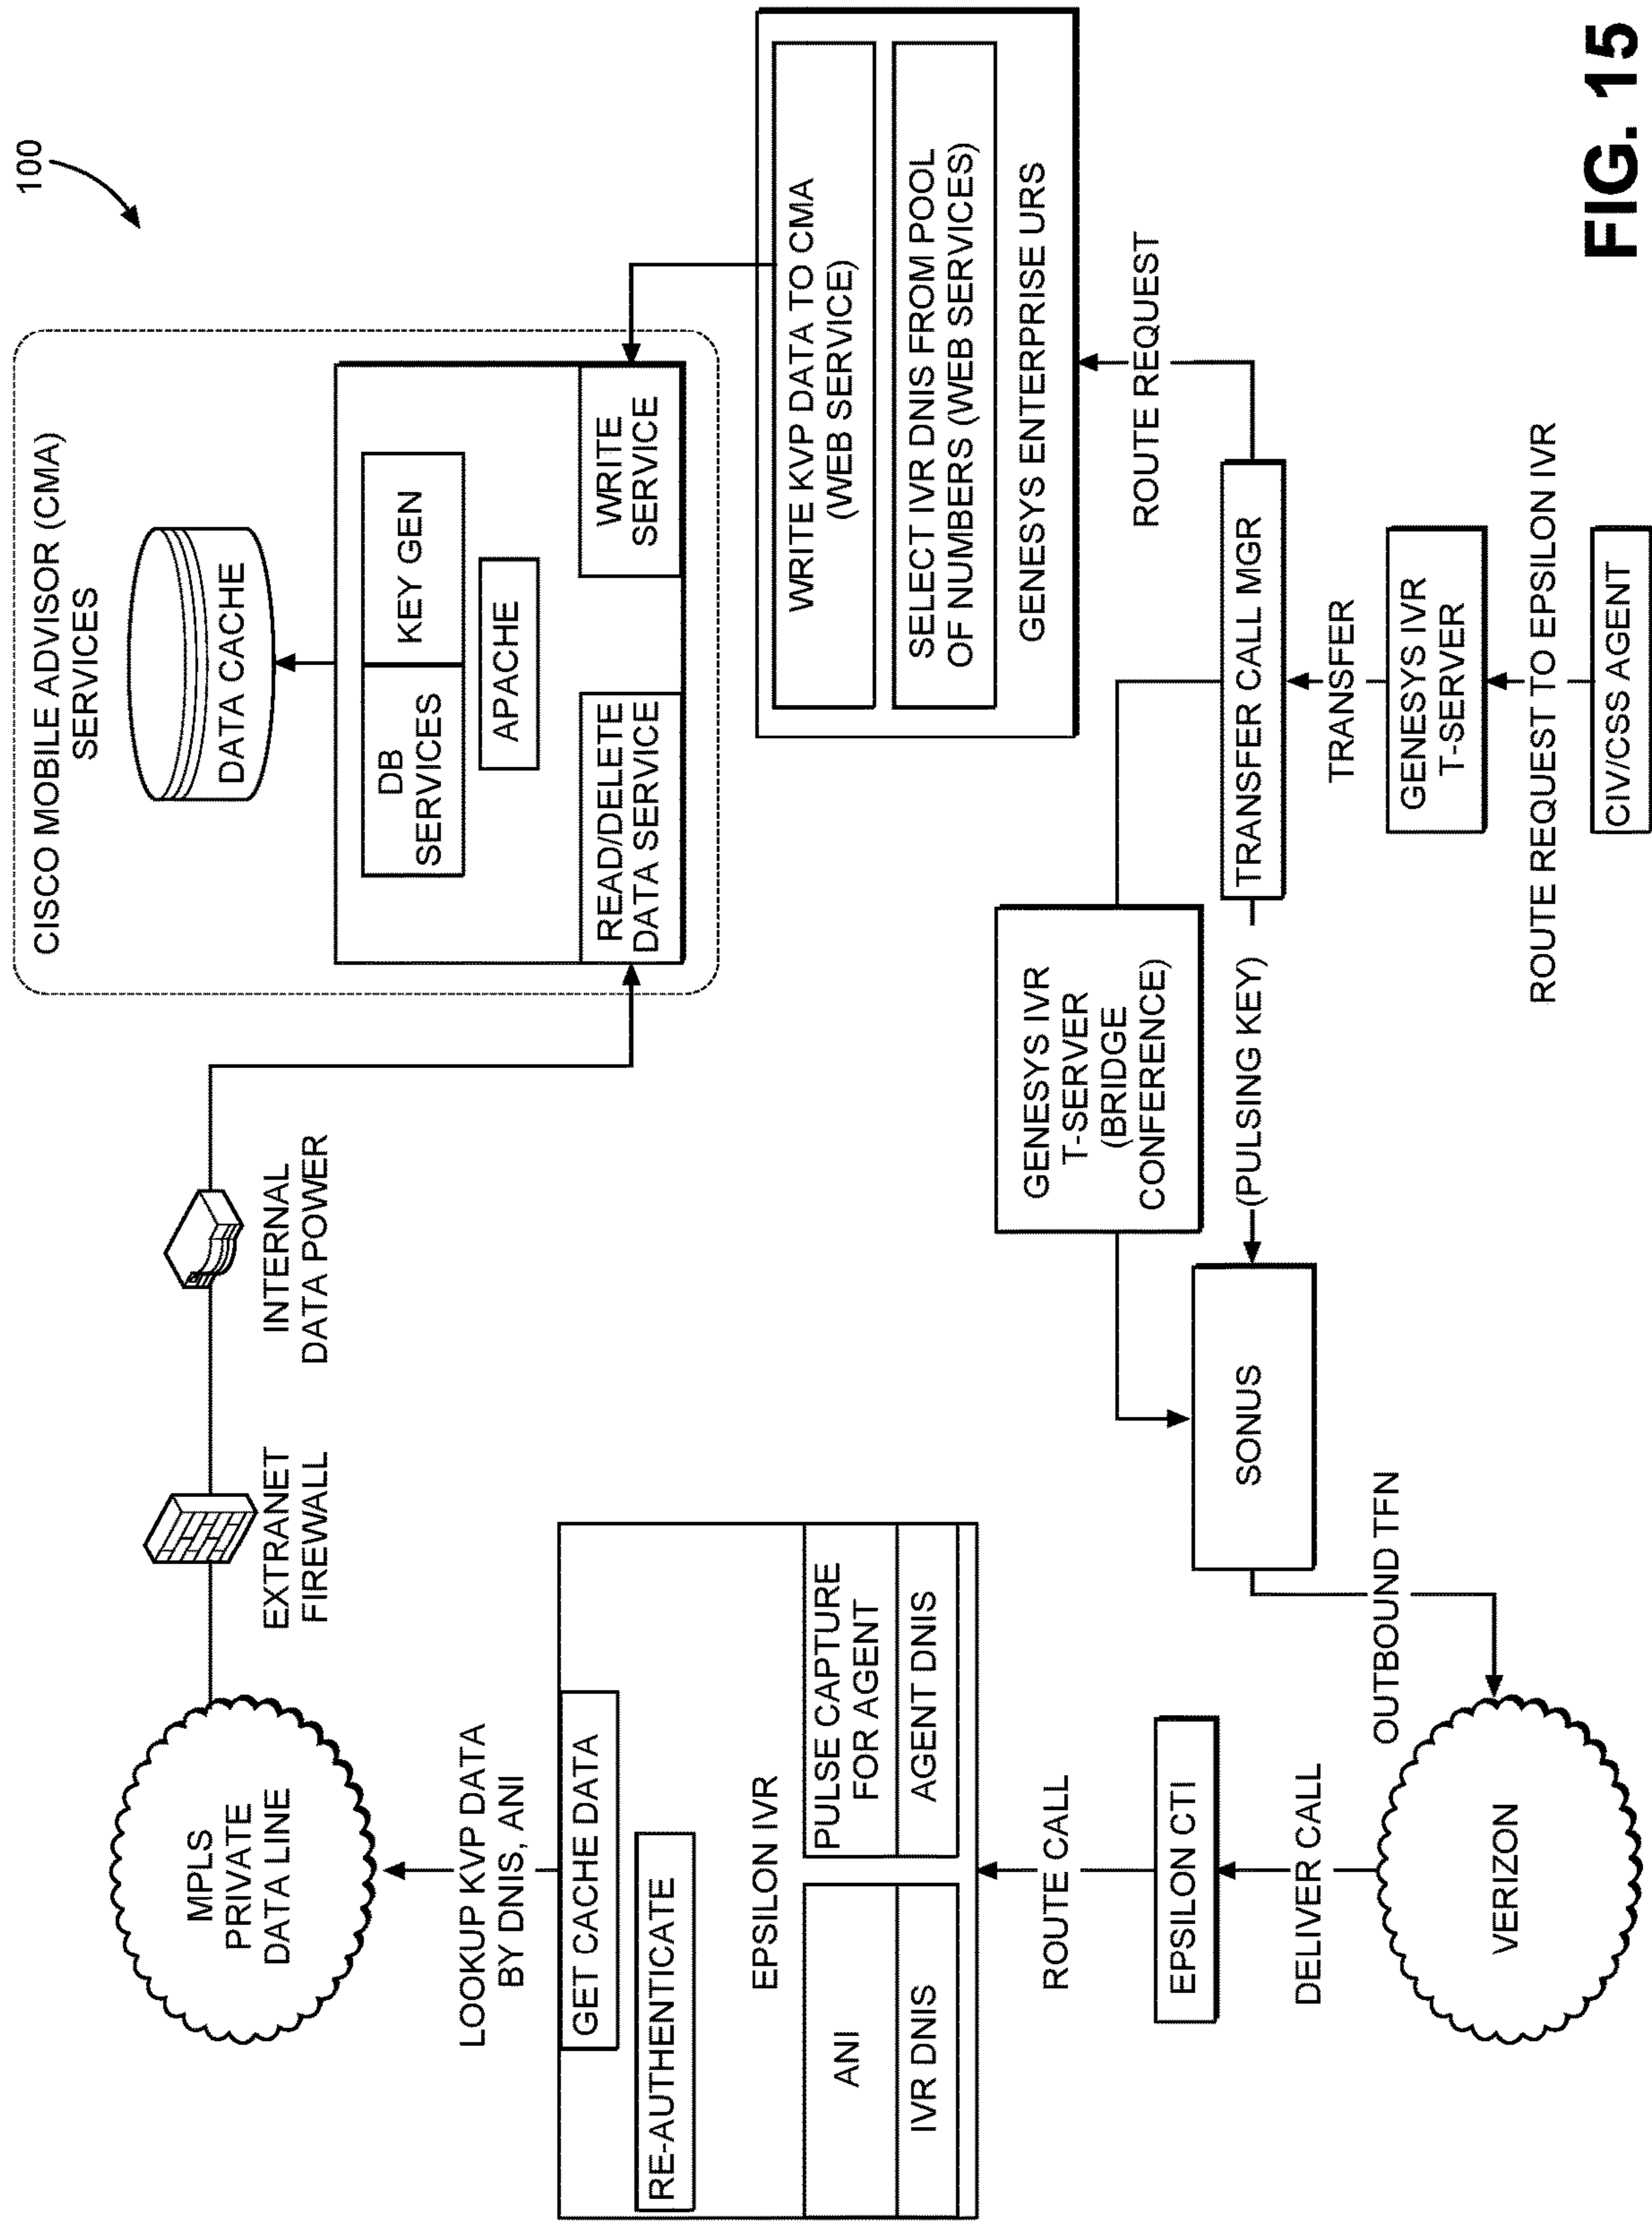 100
CISCO MOBILE ADVISOR (CMA)
SERVICES
DATA CACHE
DB
SERVICES
KEY GEN
APACHE
READ/DELETE
DATA SERVICE
WRITE
SERVICE
MPLS
PRIVATE
DATA LINE
EXTRANET
FIREWALL
INTERNAL
DATA POWER
LOOKUP KVP DATA
BY DNIS, ANI
GET CACHE DATA
RE-AUTHENTICATE
EPSILON IVR
ANI
IVR DNIS
PULSE CAPTURE
FOR AGENT
AGENT DNIS
WRITE KVP DATA TO CMA
(WEB SERVICE)
SELECT IVR DNIS FROM POOL
OF NUMBERS (WEB SERVICES)
GENESYS ENTERPRISE URS
ROUTE CALL
EPSILON CTI
DELIVER CALL
VERIZON
OUTBOUND TFN
SONUS
GENESYS IVR
T-SERVER
(BRIDGE
CONFERENCE)
(PULSING KEY)
ROUTE REQUEST
TRANSFER CALL MGR
TRANSFER
GENESYS IVR
T-SERVER
ROUTE REQUEST TO EPSILON IVR
CIV/CSS AGENT
FIG. 15